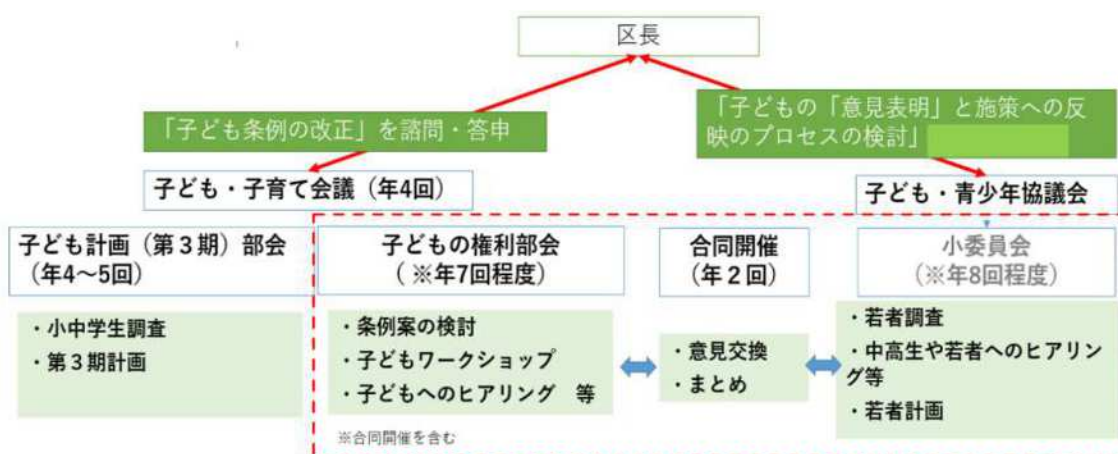 区長
「子ども条例の改正」を諮問・答申
「子どもの「意見表明」と施策への反
映のプロセスの検討」
子ども・子育て会議（年4回）
子ども・青少年協議会
子ども計画（第３期）部会
（年4～5回）
子どもの権利部会
（ ※年7回程度）
合同開催
（年２回）
小委員会
（※年8回程度）
・小中学生調査
・第３期計画
・条例案の検討
・子どもワークショップ
・子どもへのヒアリング　等
・意見交換
・まとめ
・若者調査
・中高生や若者へのヒアリン
グ等
・若者計画
※合同開催を含む